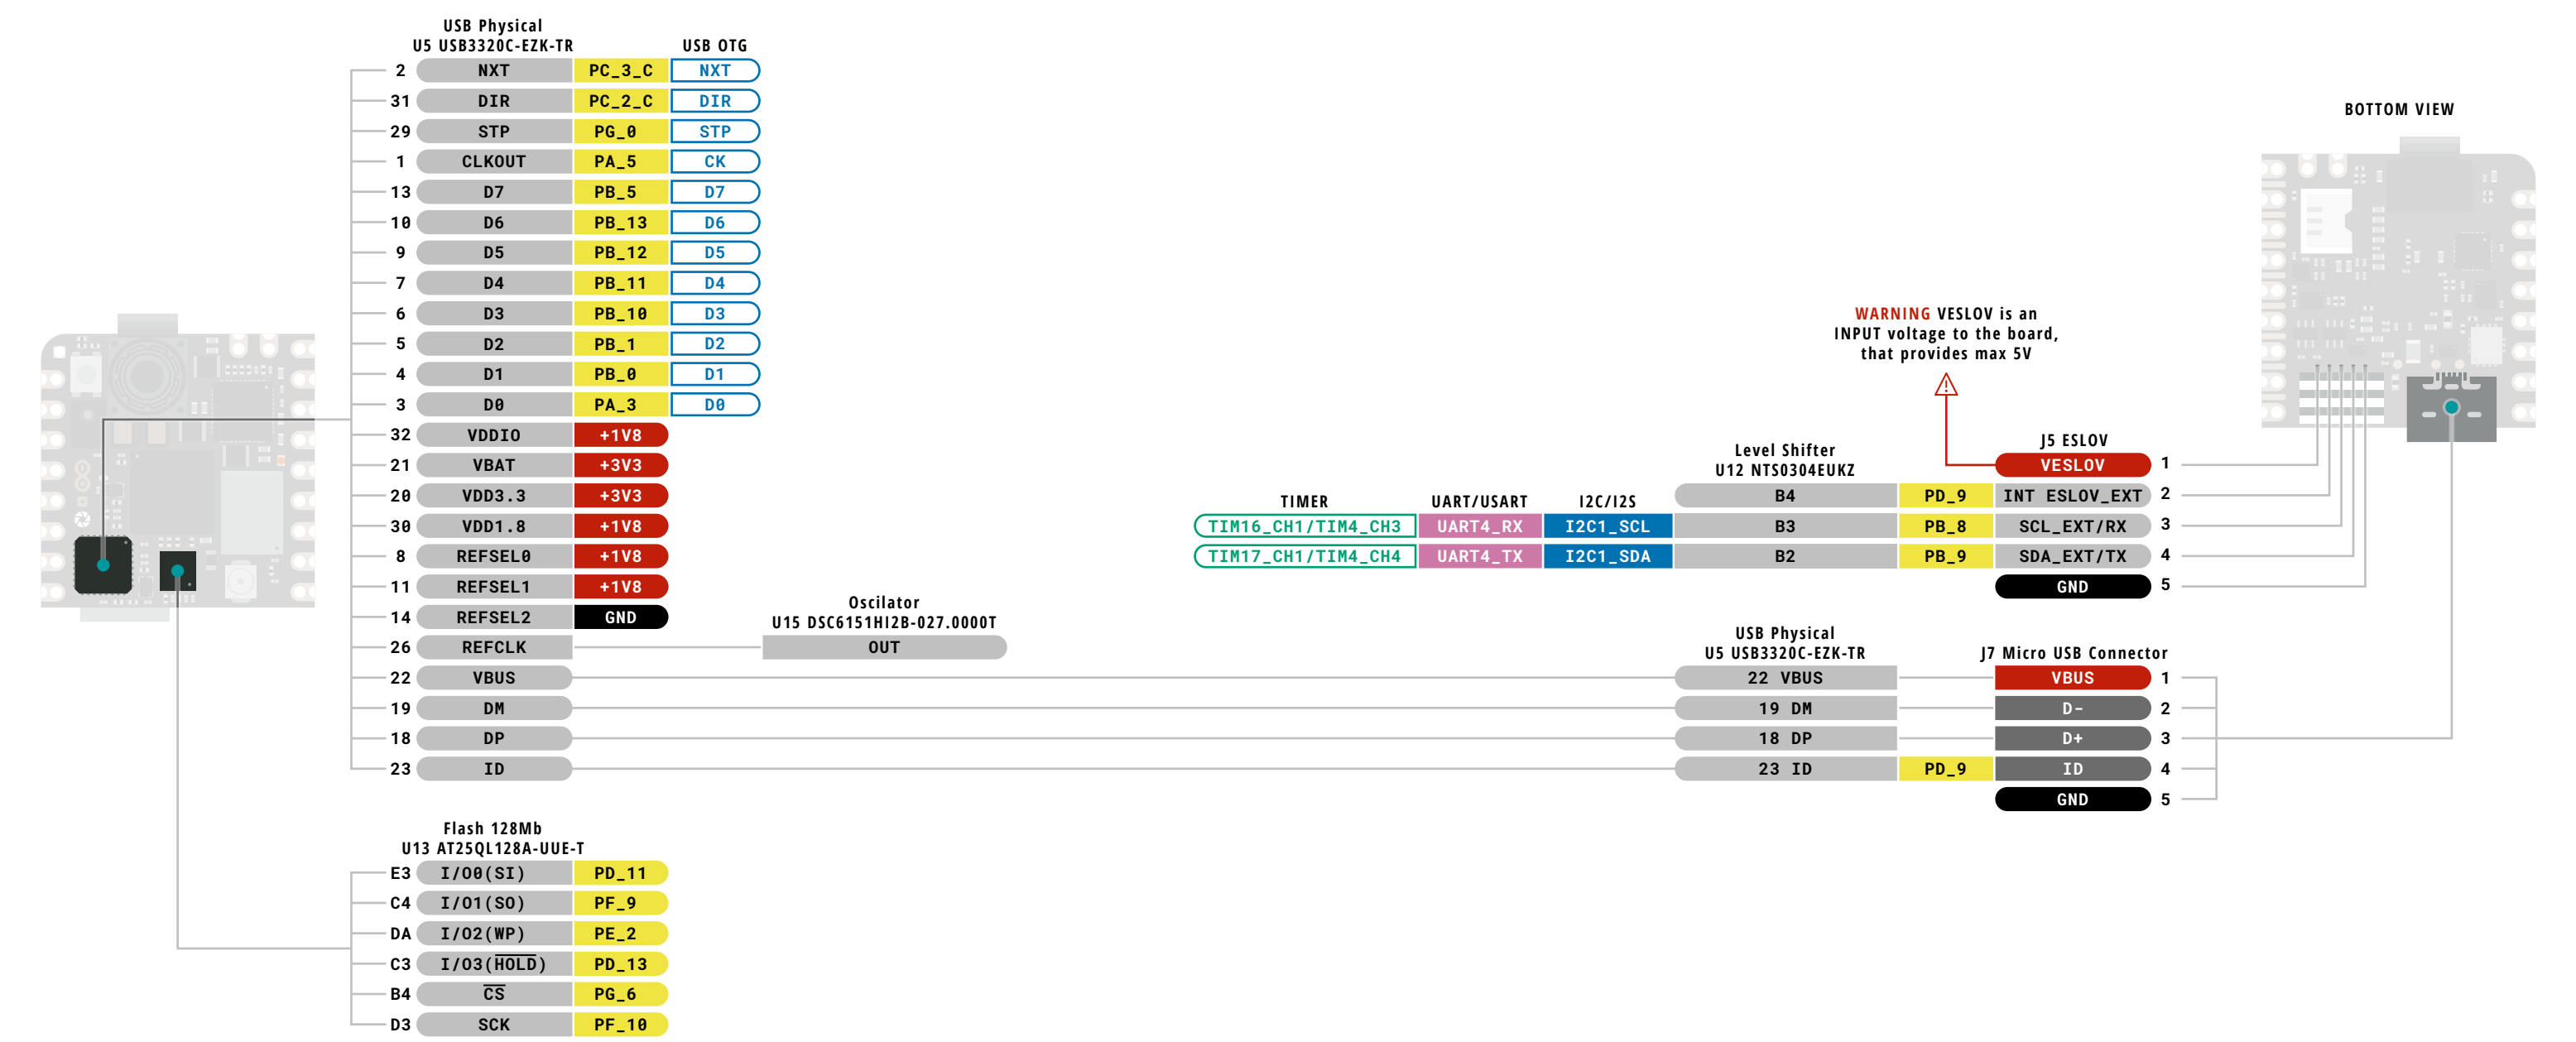 USB Physical
U5 USB3320C-EZK-TR USB OTG
2 NXT PC_3_C NXT
31 DIR PC_2_C DIR
29 STP PG_0 STP
1 CLKOUT PA_5 CK
13 D7 PB_5 D7
10 D6 PB_13 D6
9 D5 PB_12 D5
7 D4 PB_11 D4
6 D3 PB_10 D3
5 D2 PB_1 D2
4 D1 PB_0 D1
3 D0 PA_3 D0
32 VDDIO +1V8
21 VBAT +3V3
20 VDD3.3 +3V3
30 VDD1.8 +1V8
8 REFSEL0 +1V8
11 REFSEL1 +1V8
14 REFSEL2 GND
26 REFCLK
22 VBUS
19 DM
18 DP
23 ID
Oscilator
U15 DSC6151HI2B-027.0000T
OUT
Flash 128Mb
U13 AT25QL128A-UUE-T
E3 I/O0(SI) PD_11
C4 I/O1(SO) PF_9
DA I/O2(WP) PE_2
C3 I/O3(HOLD) PD_13
B4 CS PG_6
D3 SCK PF_10
BOTTOM VIEW
WARNING VESLOV is an
INPUT voltage to the board,
that provides max 5V
Level Shifter
U12 NTS0304EUKZ
J5 ESLOV
TIMER UART/USART I2C/I2S
VESLOV 1
B4 PD_9 INT ESLOV_EXT 2
TIM16_CH1/TIM4_CH3 UART4_RX I2C1_SCL B3 PB_8 SCL_EXT/RX 3
TIM17_CH1/TIM4_CH4 UART4_TX I2C1_SDA B2 PB_9 SDA_EXT/TX 4
GND 5
USB Physical
U5 USB3320C-EZK-TR J7 Micro USB Connector
22 VBUS VBUS 1
19 DM D- 2
18 DP D+ 3
23 ID PD_9 ID 4
GND 5